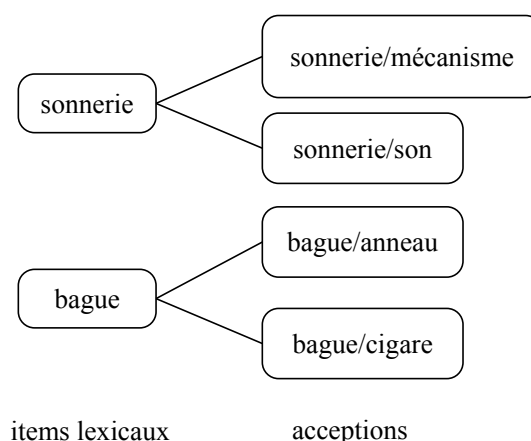 sonnerie/mécanisme
sonnerie
sonnerie/son
bague/anneau
bague
bague/cigare
items lexicaux
acceptions